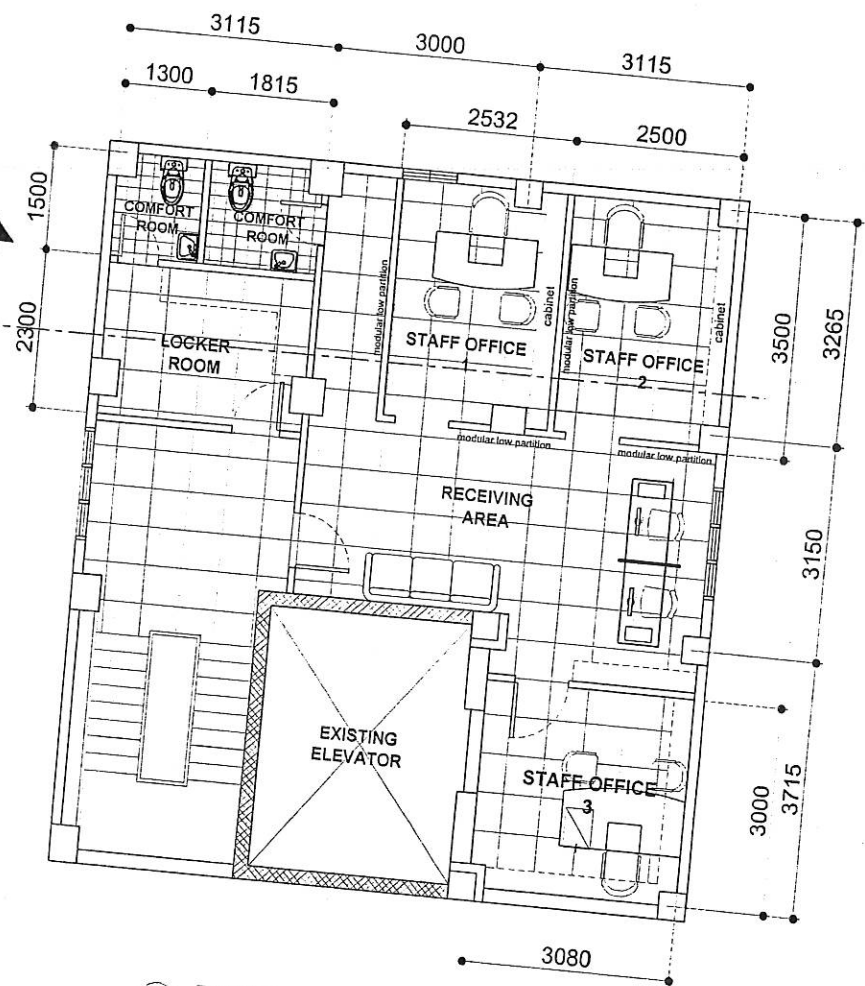 3115
3000
3115
1300
1815
2532
2500
1500
2300
COMFORT
ROOM
COMFORT
ROOM
LOCKER
ROOM
modular low partition
STAFF OFFICE
1
cabinet
modular low partition
STAFF OFFICE
2
cabinet
3500
3265
modular low partition
modular low partition
RECEIVING
AREA
3150
EXISTING
ELEVATOR
STAFF OFFICE
3
3000
3715
3080